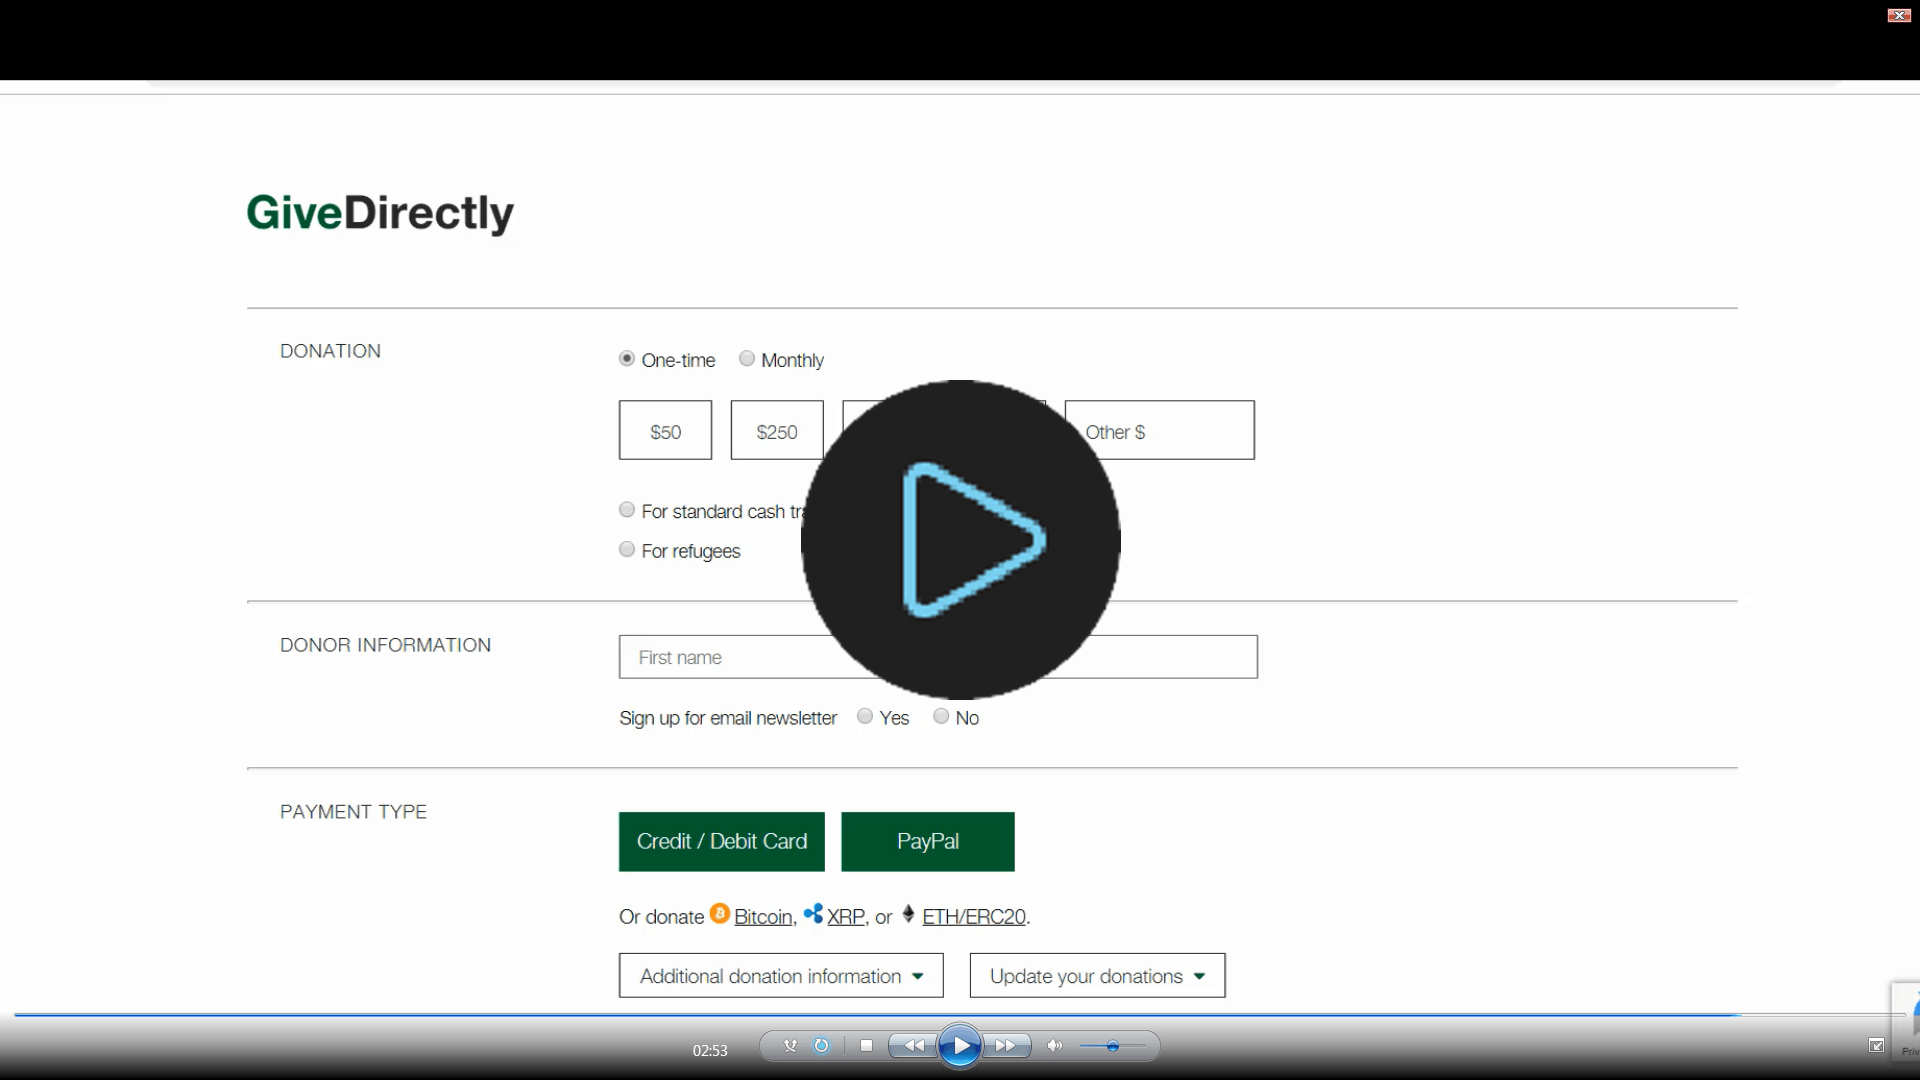 GiveDirectly
DONATION
One-time Monthly
$50 $250 Other $
For standard cash
For refugees
DONOR INFORMATION
First name
Sign up for email newsletter Yes No
PAYMENT TYPE
Credit / Debit Card PayPal
Or donate Bitcoin, XRP, or ETH/ERC20.
Additional donation information Update your donations
02:53